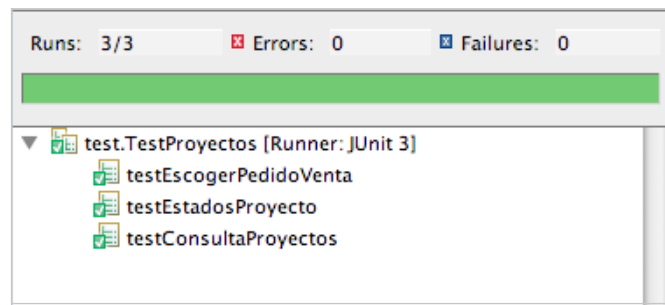 Runs: 3/3 Errors: 0 Failures: 0
test.TestProyectos [Runner: JUnit 3]
testEscogerPedidoVenta
testEstadosProyecto
testConsultaProyectos